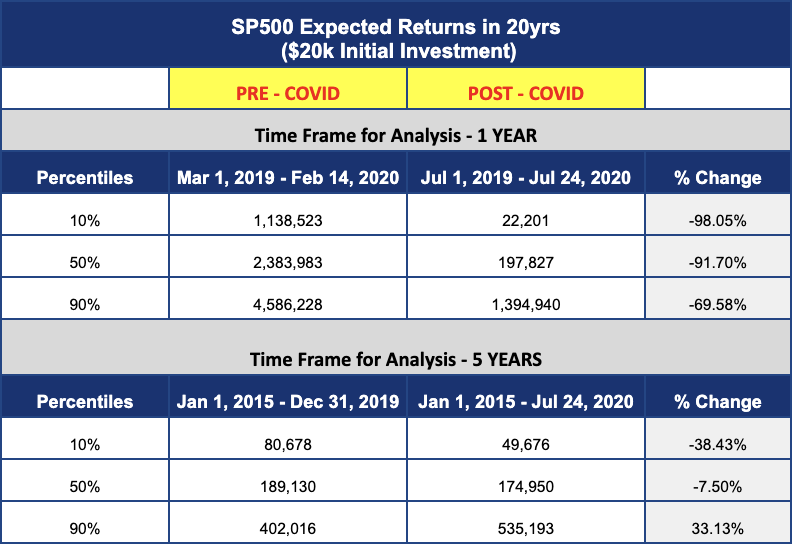 SP500 Expected Returns in 20yrs
($20k Initial Investment)
PRE - COVID POST - COVID
Time Frame for Analysis - 1 YEAR
Percentiles Mar 1, 2019 - Feb 14, 2020 Jul 1, 2019 - Jul 24, 2020 % Change
10% 1,138,523 22,201 -98.05%
50% 2,383,983 197,827 -91.70%
90% 4,586,228 1,394,940 -69.58%
Time Frame for Analysis - 5 YEARS
Percentiles Jan 1, 2015 - Dec 31, 2019 Jan 1, 2015 - Jul 24, 2020 % Change
10% 80,678 49,676 -38.43%
50% 189,130 174,950 -7.50%
90% 402,016 535,193 33.13%